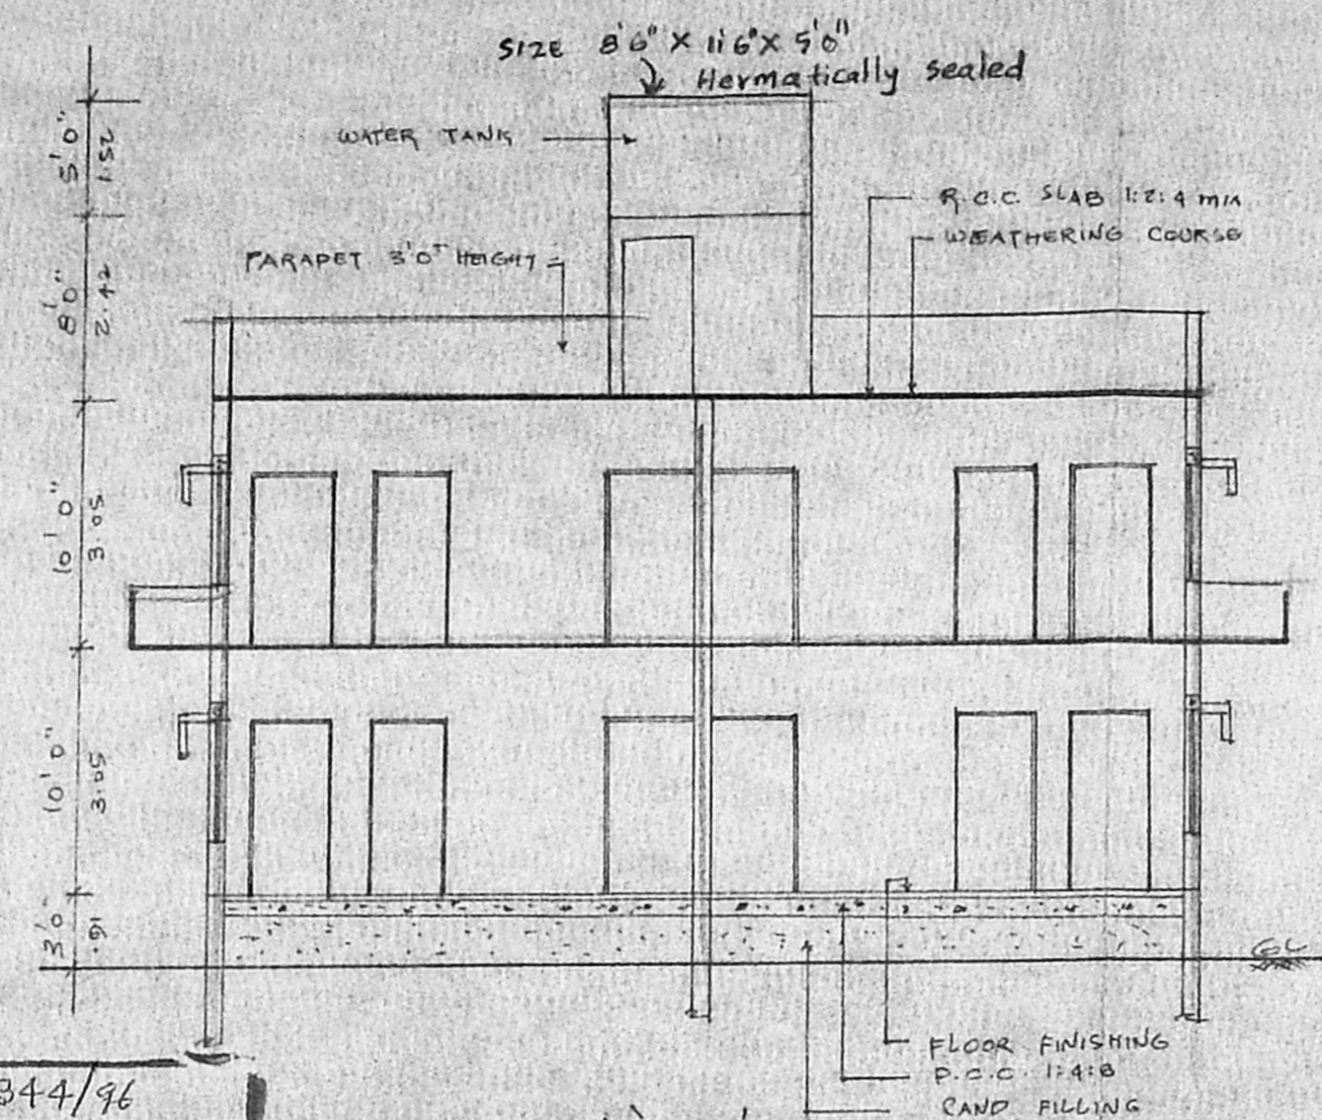 SIZE 8'6" X 11'6" X 5'0"
Hermatically sealed
WATER TANK
5'0"
1.52
R.C.C. SLAB 1:2:4 MIX
WEATHERING COURSE
PARAPET 3'0" HEIGHT
8'0"
2.42
10'0"
3.05
10'0"
3.05
3'0"
.91
GL
FLOOR FINISHING
P.C.C. 1:4:8
SAND FILLING
344/96